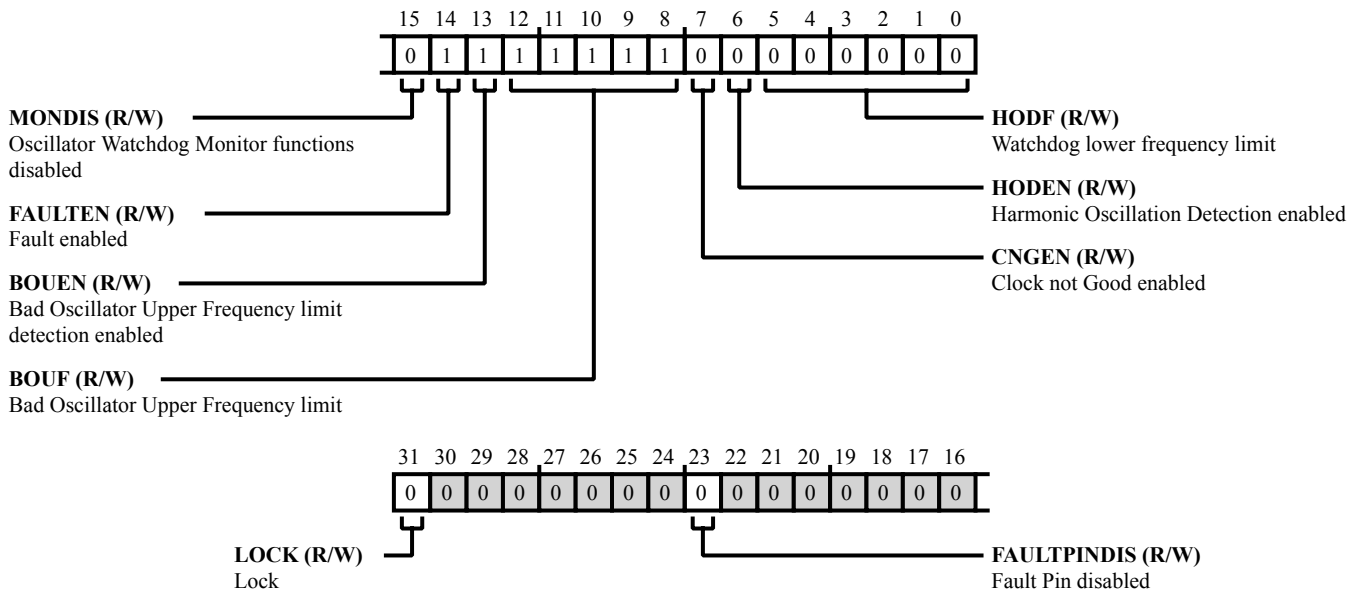 15 14 13 12 11 10 9 8 7 6 5 4 3 2 1 0
0 1 1 1 1 1 1 1 0 0 0 0 0 0 0 0
MONDIS (R/W)
Oscillator Watchdog Monitor functions
disabled
FAULTEN (R/W)
Fault enabled
BOUEN (R/W)
Bad Oscillator Upper Frequency limit
detection enabled
BOUF (R/W)
Bad Oscillator Upper Frequency limit
HODF (R/W)
Watchdog lower frequency limit
HODEN (R/W)
Harmonic Oscillation Detection enabled
CNGEN (R/W)
Clock not Good enabled
31 30 29 28 27 26 25 24 23 22 21 20 19 18 17 16
0 0 0 0 0 0 0 0 0 0 0 0 0 0 0 0
LOCK (R/W)
Lock
FAULTPINDIS (R/W)
Fault Pin disabled